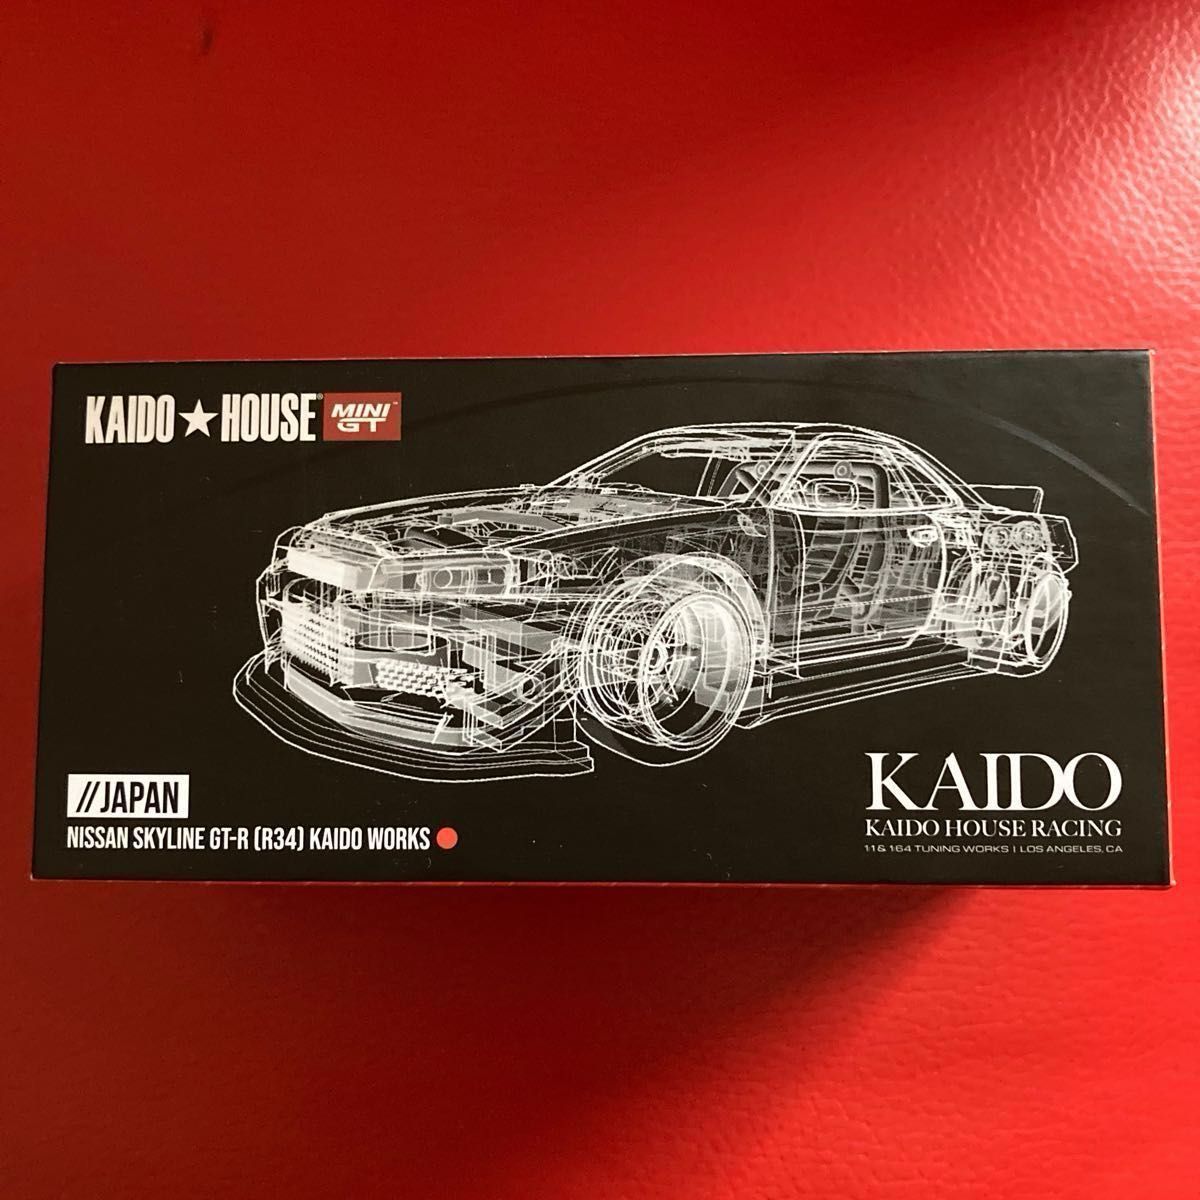 KAIDO★HOUSE® MINI GT™
//JAPAN
NISSAN SKYLINE GT-R (R34) KAIDO WORKS
KAIDO
KAIDO HOUSE RACING
1:1 & 1:64 TUNING WORKS | LOS ANGELES, CA